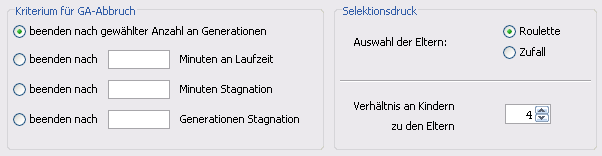 Kriterium für GA-Abbruch
beenden nach gewählter Anzahl an Generationen
beenden nach Minuten an Laufzeit
beenden nach Minuten Stagnation
beenden nach Generationen Stagnation
Selektionsdruck
Auswahl der Eltern:
Roulette
Zufall
Verhältnis an Kindern
zu den Eltern
4